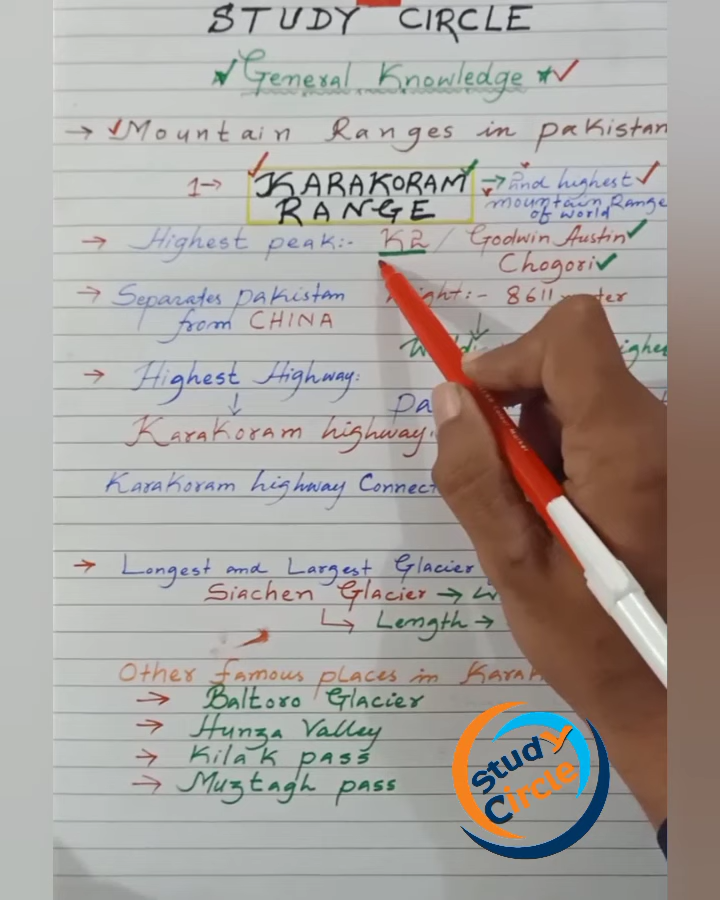 STUDY CIRCLE
General Knowledge
→ Mountain Ranges in pakistan
1→ KARAKORAM RANGE → 2nd highest mountain Range of world
→ Highest peak:- K2 / Godwin Austin
Chogori
→ Separates pakistan from CHINA
8611
→ Highest Highway:
↓
Karakoram highway
Karakoram highway
→ Longest and Largest Glacier
Siachen Glacier →
↳ Length →
Other famous places in
→ Baltoro Glacier
→ Hunza Valley
→ Kilak pass
→ Muztagh pass
Study
Circle